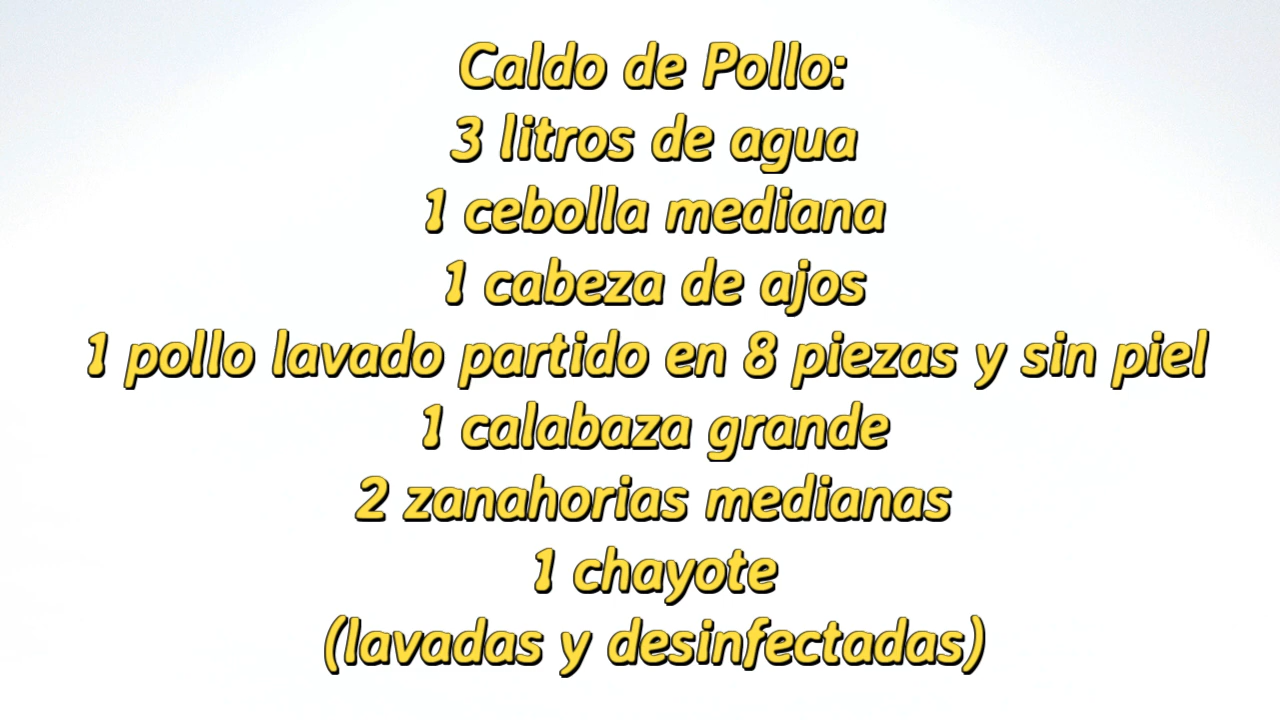 Caldo de Pollo:
3 litros de agua
1 cebolla mediana
1 cabeza de ajos
1 pollo lavado partido en 8 piezas y sin piel
1 calabaza grande
2 zanahorias medianas
1 chayote
(lavadas y desinfectadas)